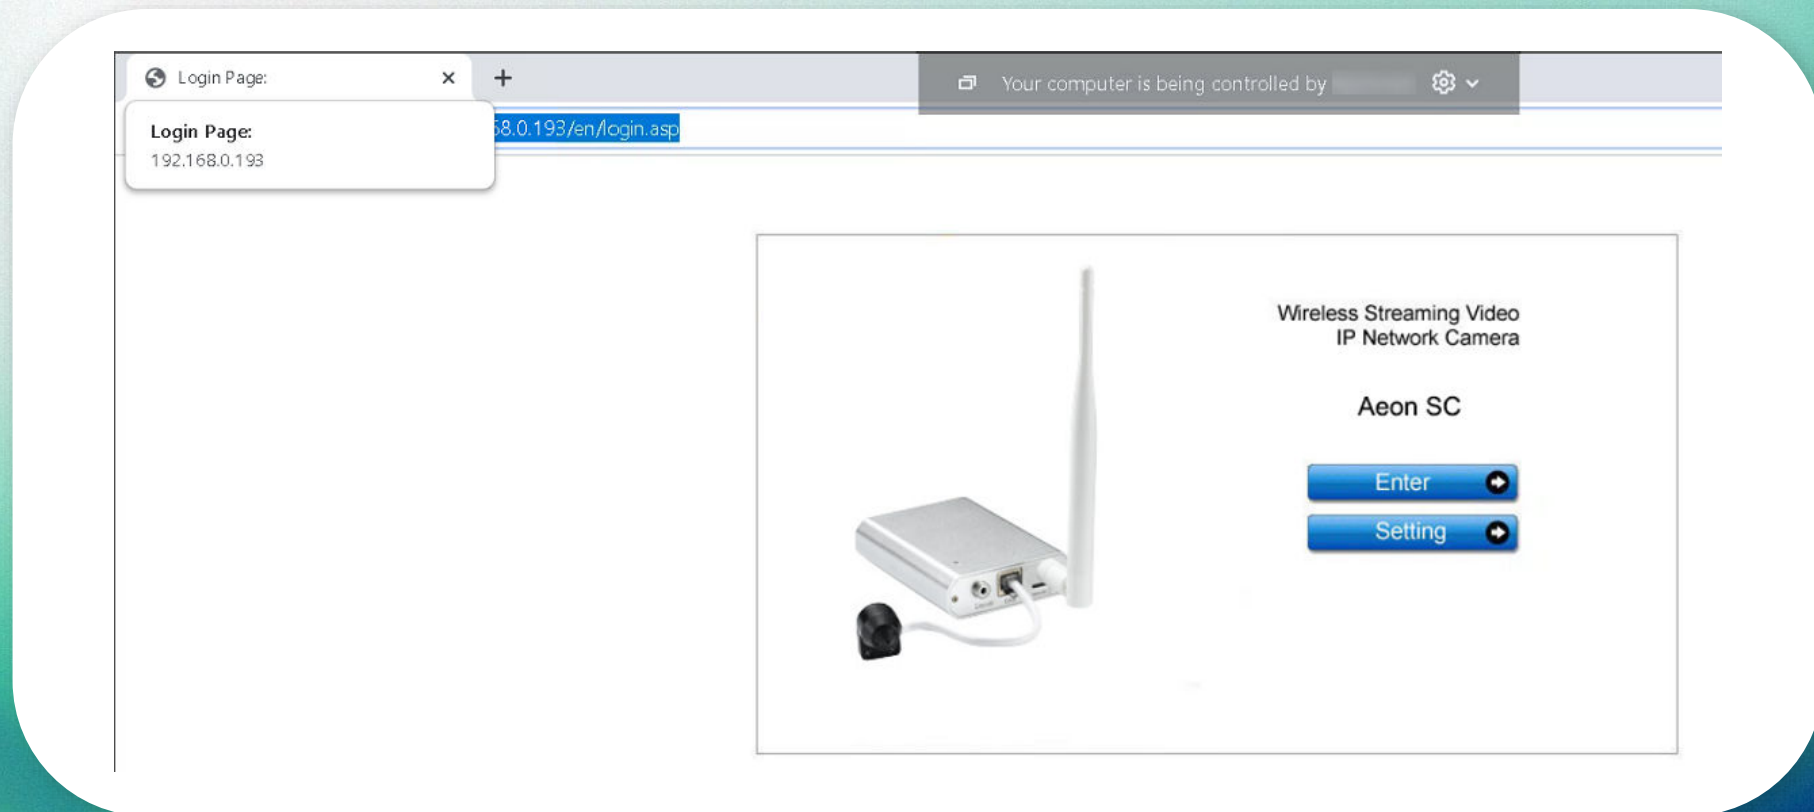 Login Page:
Your computer is being controlled by
Login Page:
192.168.0.193
58.0.193/en/login.asp
Wireless Streaming Video
IP Network Camera
Aeon SC
Enter
Setting